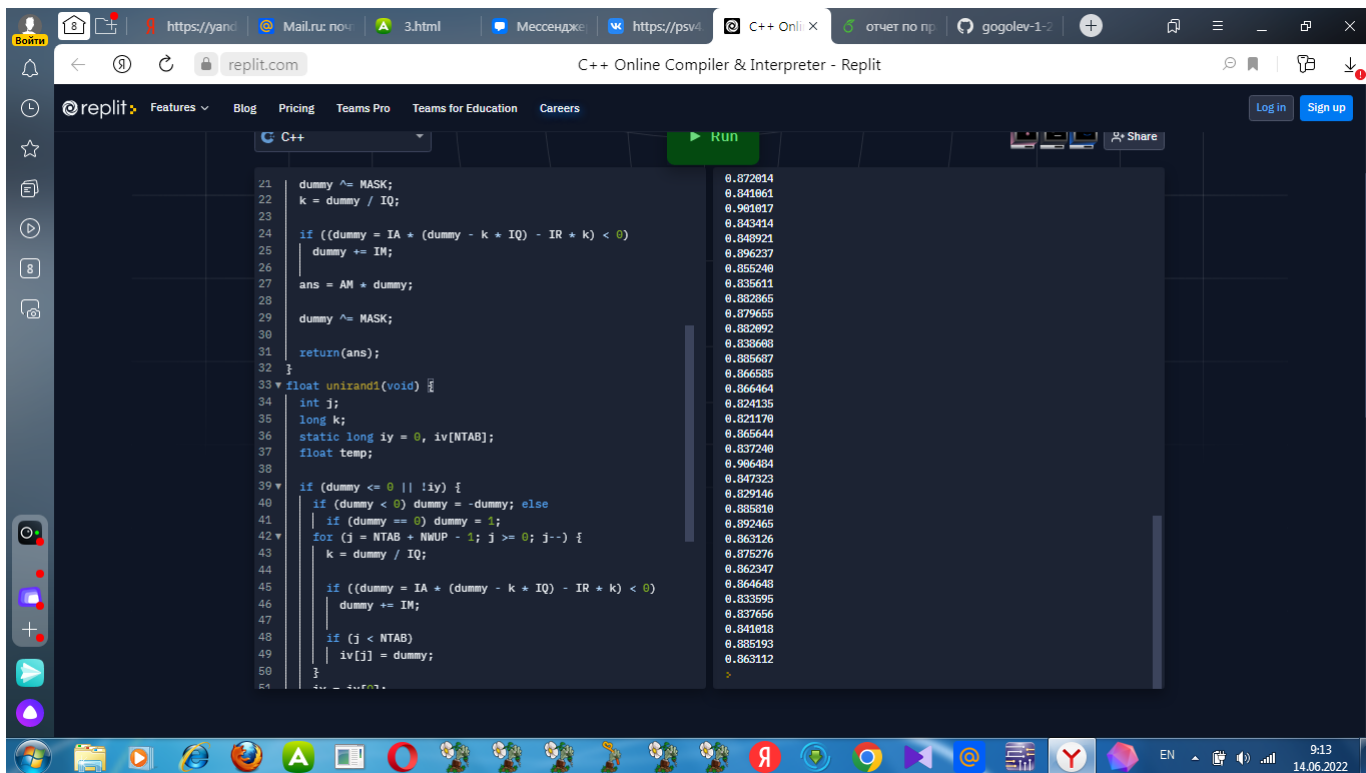 Войти
8
https://yand
Mail.ru: поч
3.html
Мессендже
https://psv4
C++ Onli
отчет по пр
gogolev-1-2
replit.com
C++ Online Compiler & Interpreter - Replit
replit
Features
Blog
Pricing
Teams Pro
Teams for Education
Careers
Log in
Sign up
C++
Run
Share
8
21 dummy ^= MASK;
22 k = dummy / IQ;
23
24 if ((dummy = IA * (dummy - k * IQ) - IR * k) < 0)
25 dummy += IM;
26
27 ans = AM * dummy;
28
29 dummy ^= MASK;
30
31 return(ans);
32 }
33 float unirand1(void) {
34 int j;
35 long k;
36 static long iy = 0, iv[NTAB];
37 float temp;
38
39 if (dummy <= 0 || !iy) {
40 if (dummy < 0) dummy = -dummy; else
41 if (dummy == 0) dummy = 1;
42 for (j = NTAB + NWUP - 1; j >= 0; j--) {
43 k = dummy / IQ;
44
45 if ((dummy = IA * (dummy - k * IQ) - IR * k) < 0)
46 dummy += IM;
47
48 if (j < NTAB)
49 iv[j] = dummy;
50 }
51 iy = iv[0];
0.872014
0.841061
0.901017
0.843414
0.848921
0.896237
0.855240
0.835611
0.882865
0.879655
0.882092
0.838608
0.885687
0.866585
0.866464
0.824135
0.821170
0.865644
0.837240
0.906484
0.847323
0.829146
0.885810
0.892465
0.863126
0.875276
0.862347
0.864648
0.833595
0.837656
0.841018
0.885193
0.863112
>
EN
9:13
14.06.2022